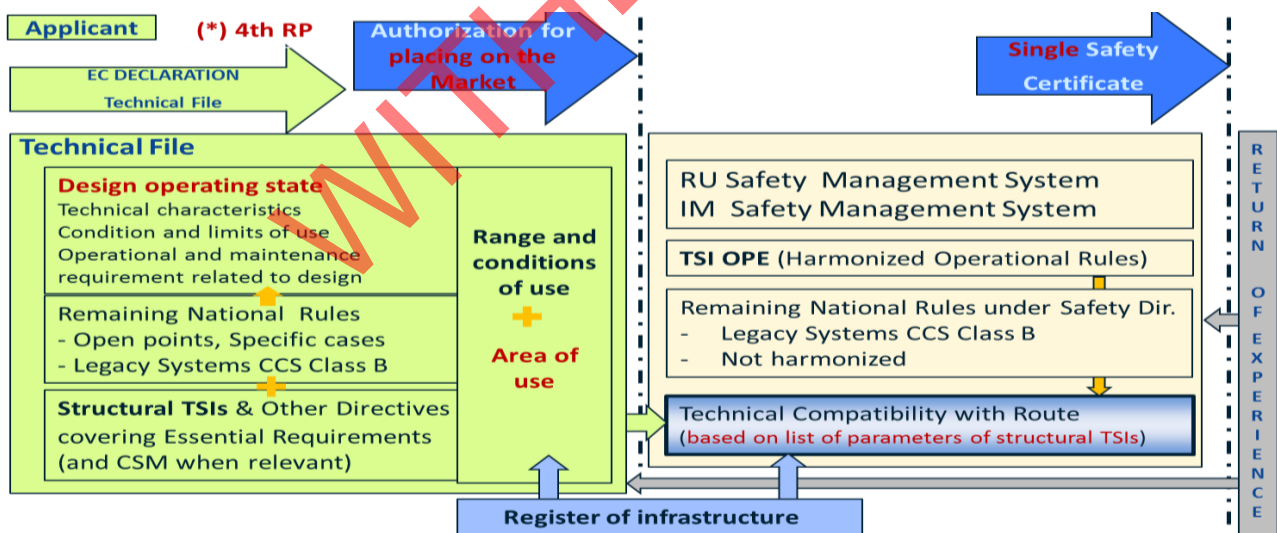 Applicant
(*) 4th RP
EC DECLARATION
Technical File
Authorization for
placing on the
Market
Single Safety
Certificate
Technical File
Design operating state
Technical characteristics
Condition and limits of use
Operational and maintenance
requirement related to design
Remaining National Rules
- Open points, Specific cases
- Legacy Systems CCS Class B
Structural TSIs & Other Directives
covering Essential Requirements
(and CSM when relevant)
Range and
conditions
of use
Area of
use
RU Safety Management System
IM Safety Management System
TSI OPE (Harmonized Operational Rules)
Remaining National Rules under Safety Dir.
- Legacy Systems CCS Class B
- Not harmonized
Technical Compatibility with Route
(based on list of parameters of structural TSIs)
Register of infrastructure
RETURN OF EXPERIENCE
WITH